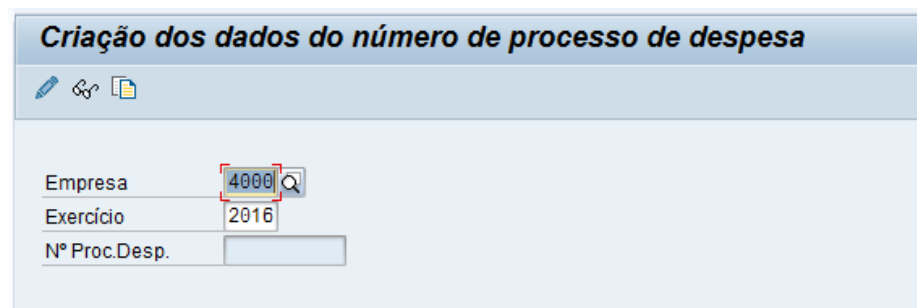 Criação dos dados do número de processo de despesa
Empresa 4000
Exercício 2016
Nº Proc.Desp.